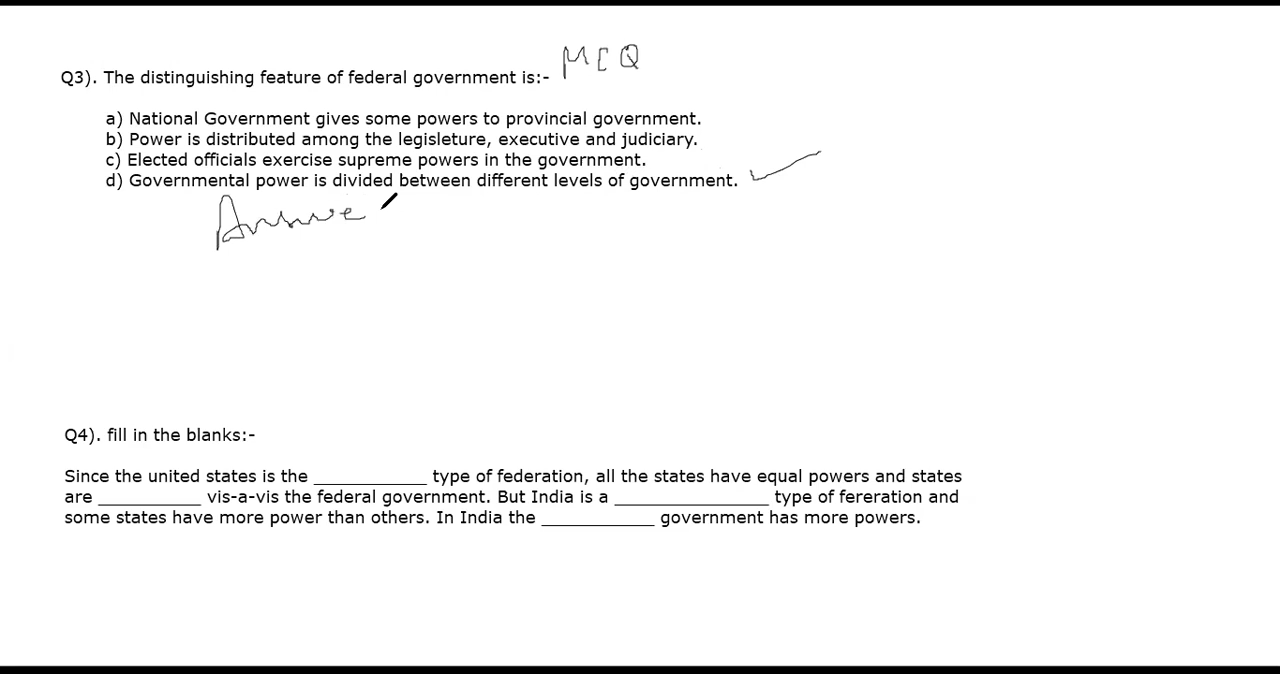 Q3). The distinguishing feature of federal government is:- MCQ
a) National Government gives some powers to provincial government.
b) Power is distributed among the legisleture, executive and judiciary.
c) Elected officials exercise supreme powers in the government.
d) Governmental power is divided between different levels of government.
Answe
Q4). fill in the blanks:-
Since the united states is the ____________ type of federation, all the states have equal powers and states
are ___________ vis-a-vis the federal government. But India is a ________________ type of fereration and
some states have more power than others. In India the ____________ government has more powers.